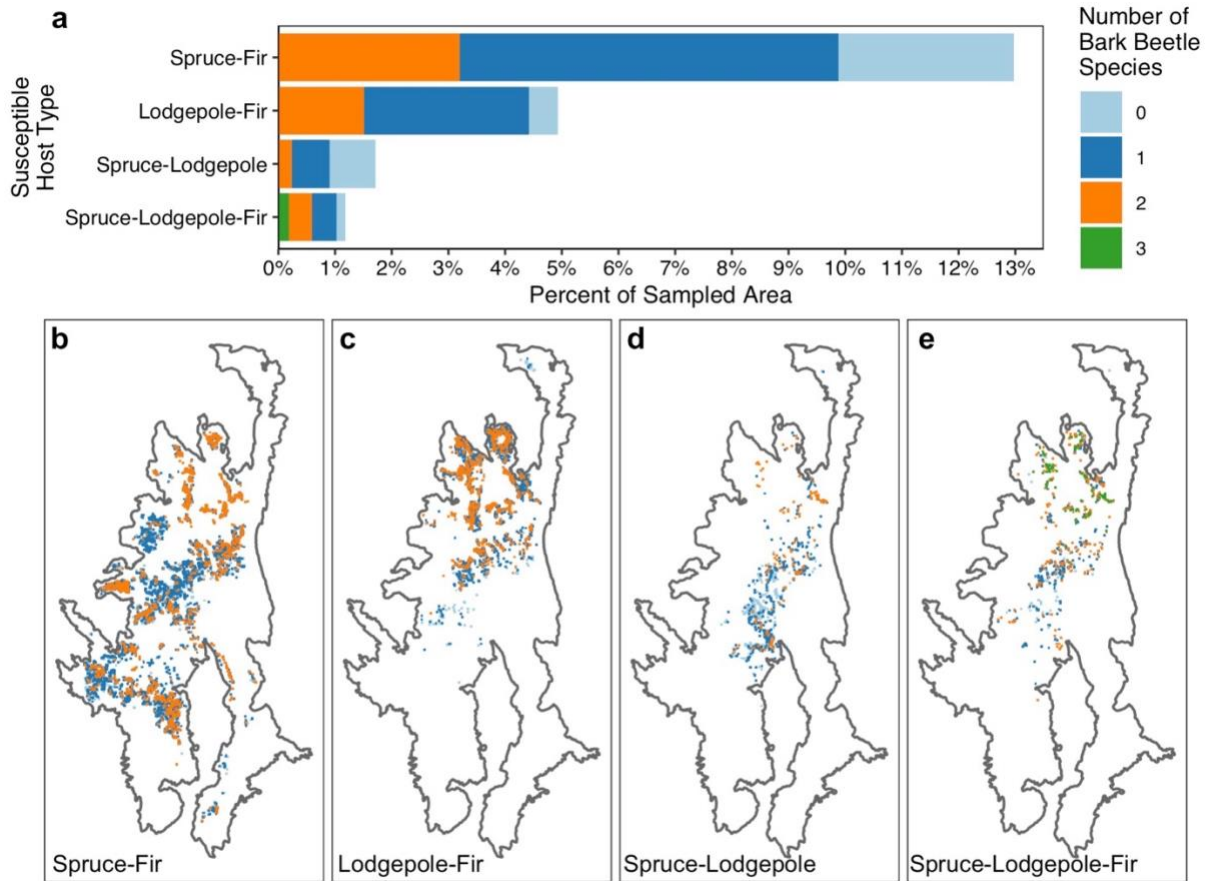 a
Number of
Bark Beetle
Species
0
1
2
3
Susceptible
Host Type
Spruce-Fir
Lodgepole-Fir
Spruce-Lodgepole
Spruce-Lodgepole-Fir
0% 1% 2% 3% 4% 5% 6% 7% 8% 9% 10% 11% 12% 13%
Percent of Sampled Area
b c d e
Spruce-Fir Lodgepole-Fir Spruce-Lodgepole Spruce-Lodgepole-Fir